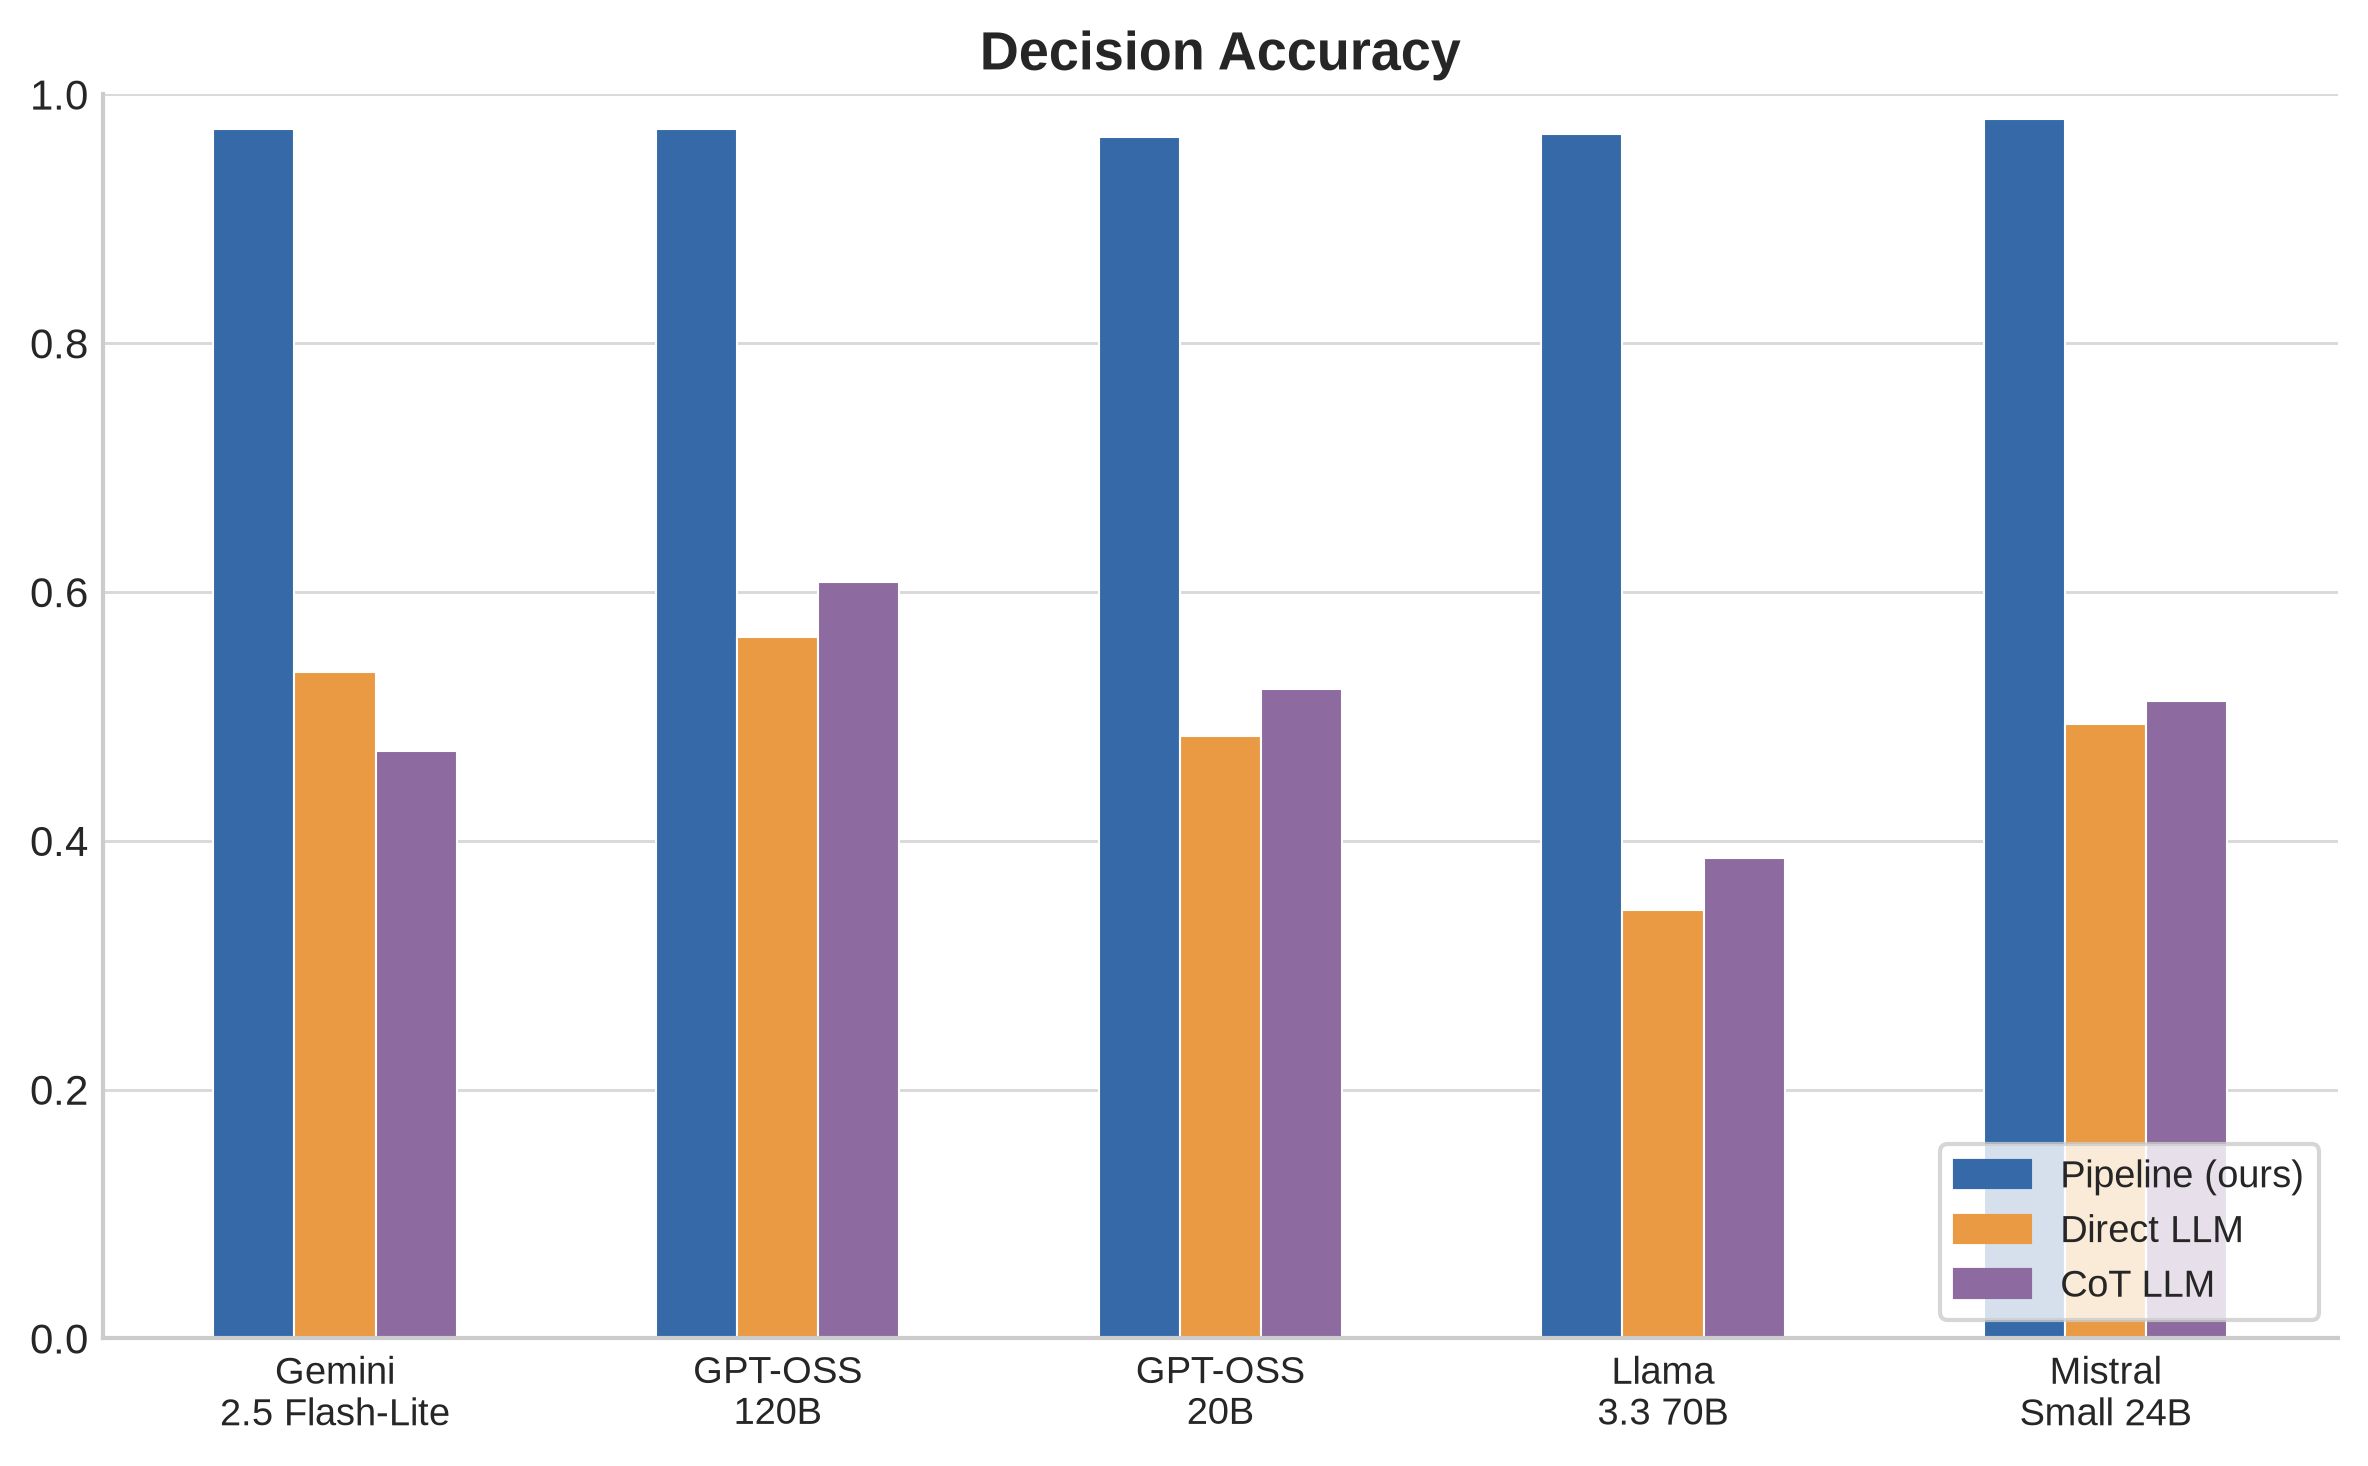 Decision Accuracy
1.0
0.8
0.6
0.4
0.2
0.0
Gemini
2.5 Flash-Lite
GPT-OSS
120B
GPT-OSS
20B
Llama
3.3 70B
Mistral
Small 24B
Pipeline (ours)
Direct LLM
CoT LLM